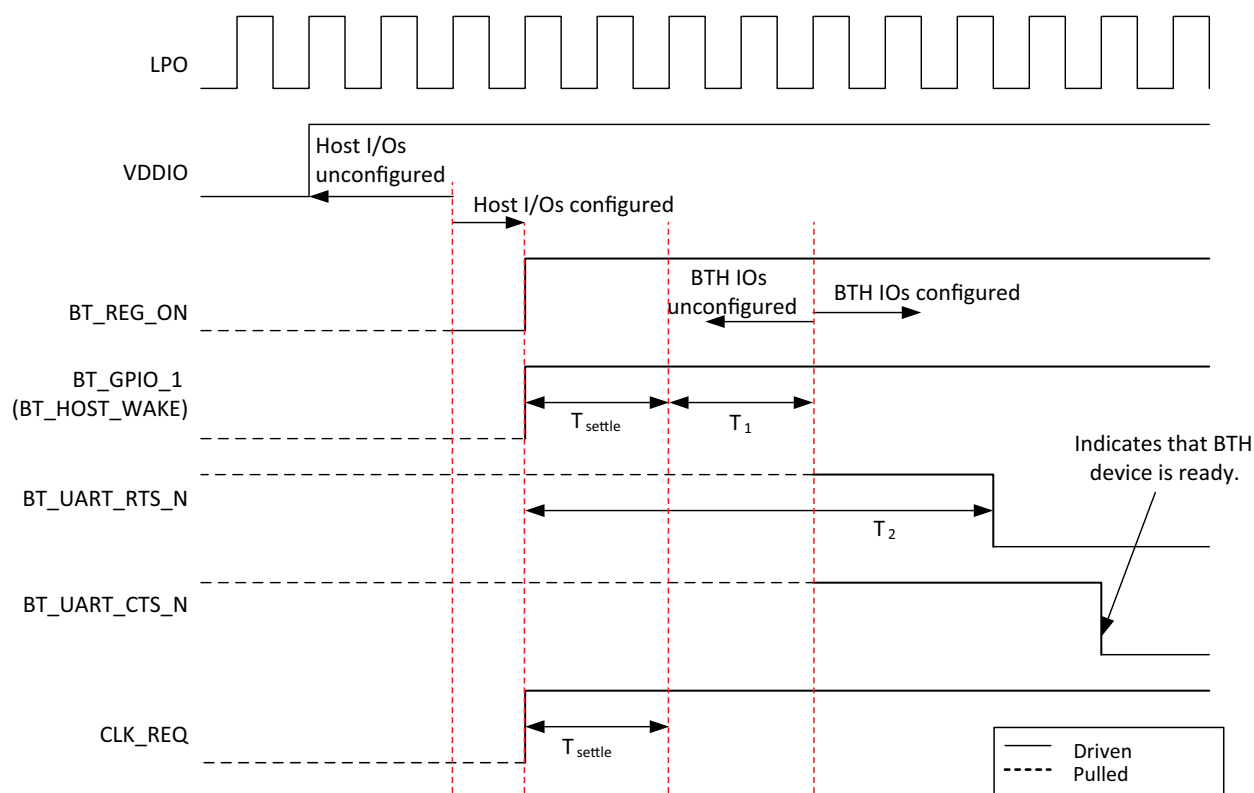 LPO
VDDIO
Host I/Os
unconfigured
Host I/Os configured
BT_REG_ON
BTH IOs
unconfigured
BTH IOs configured
BT_GPIO_1
(BT_HOST_WAKE)
T settle
T 1
Indicates that BTH
device is ready.
BT_UART_RTS_N
T 2
BT_UART_CTS_N
CLK_REQ
T settle
Driven
Pulled